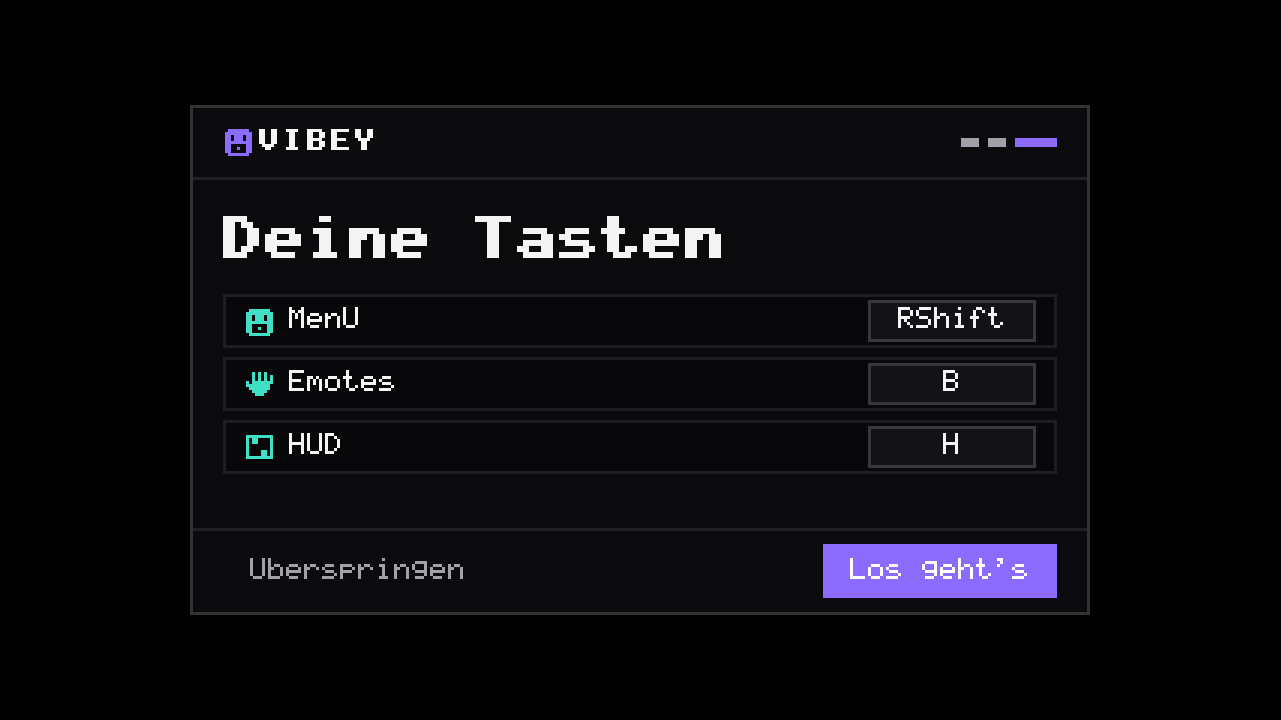 VIBEY
Deine Tasten
MenU
RShift
Emotes
B
HUD
H
Uberspringen
Los geht's